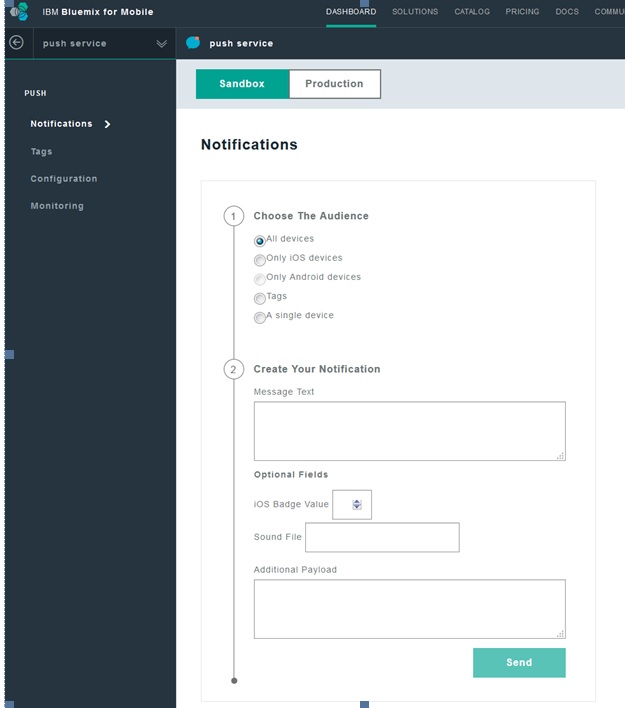 IBM Bluemix for Mobile
DASHBOARD SOLUTIONS CATALOG PRICING DOCS COMMU
push service
push service
PUSH
Notifications
Tags
Configuration
Monitoring
Sandbox Production
Notifications
1 Choose The Audience
All devices
Only iOS devices
Only Android devices
Tags
A single device
2 Create Your Notification
Message Text
Optional Fields
iOS Badge Value
Sound File
Additional Payload
Send